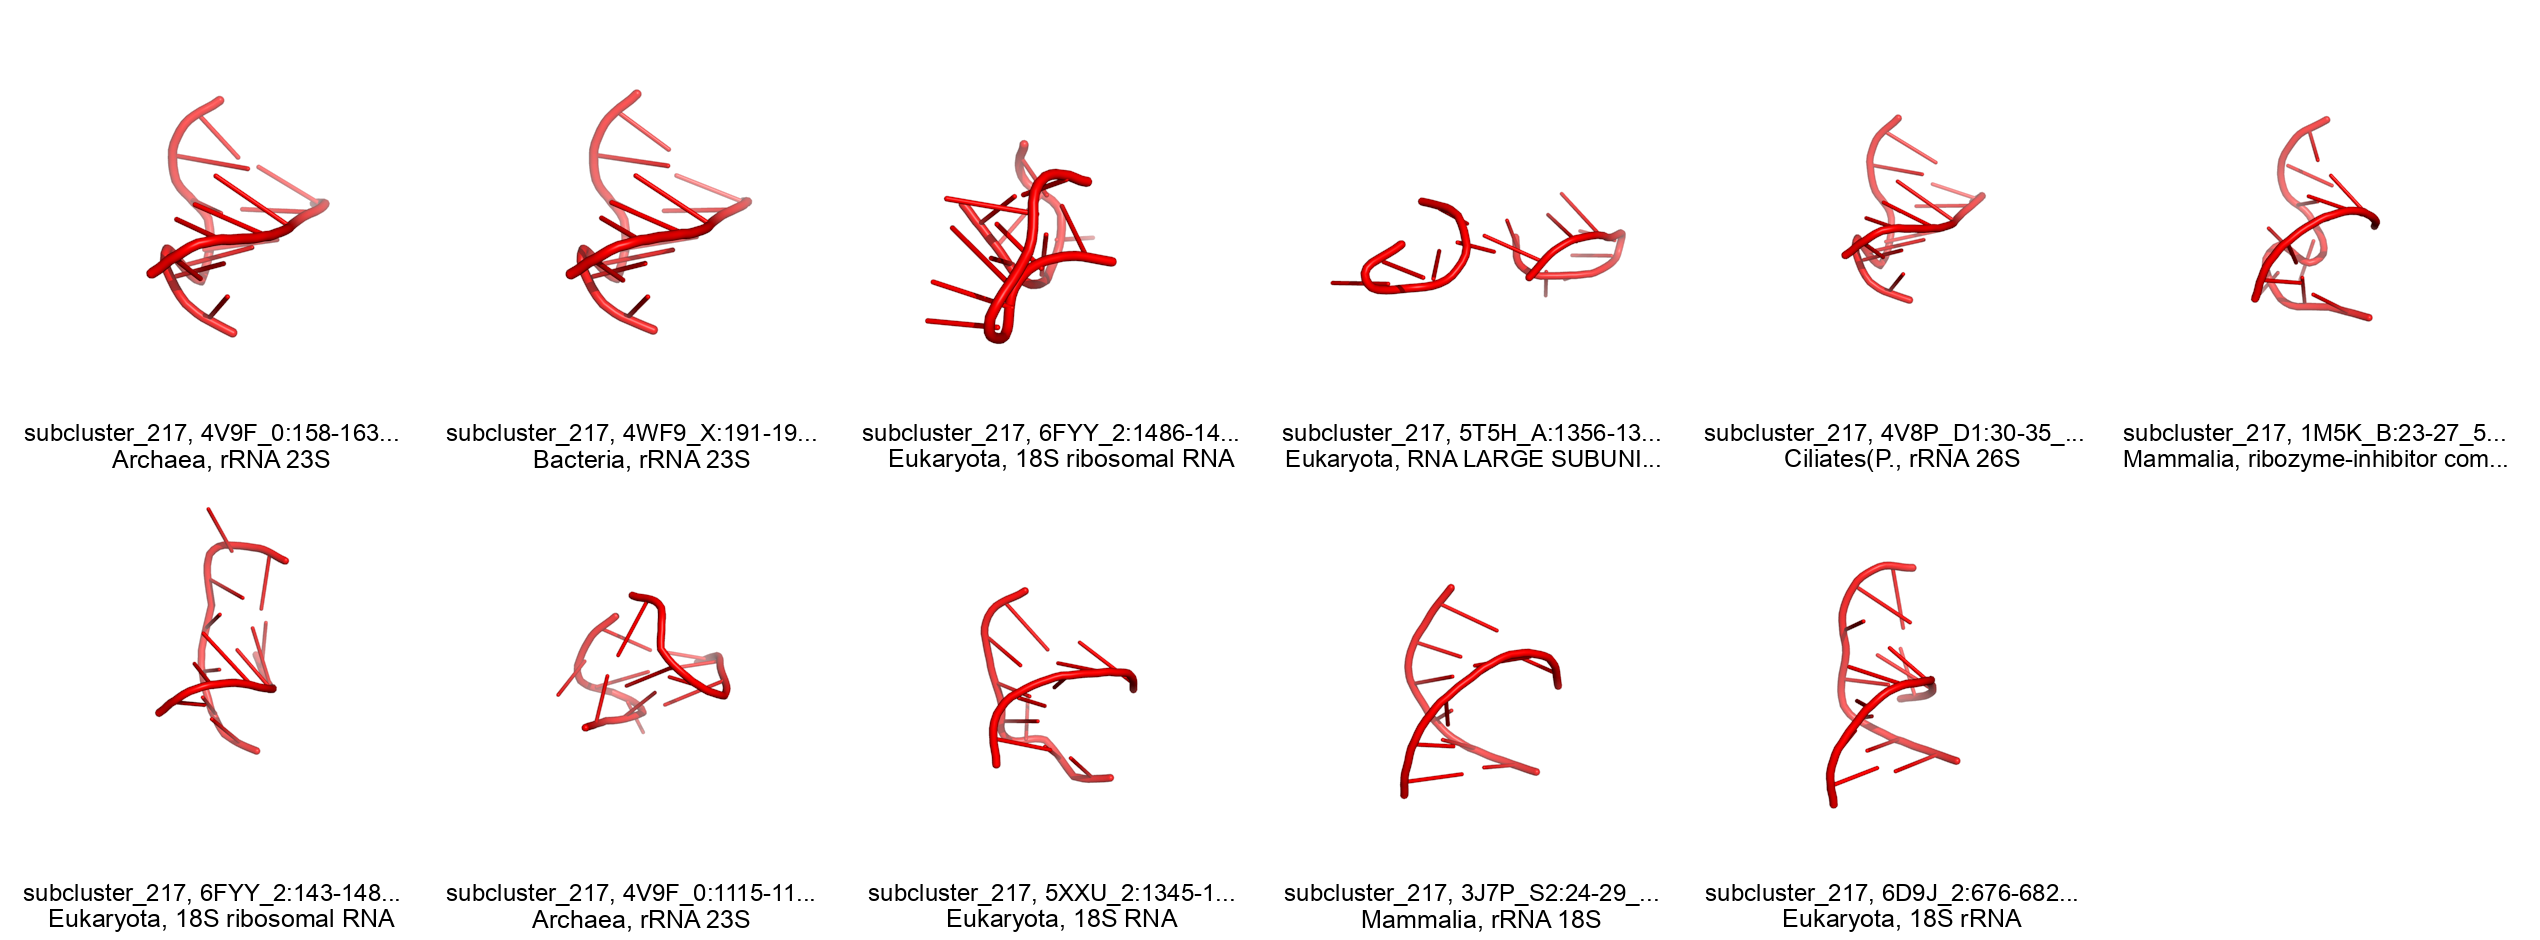 subcluster_217, 4V9F_0:158-163...
Archaea, rRNA 23S
subcluster_217, 4WF9_X:191-19...
Bacteria, rRNA 23S
subcluster_217, 6FYY_2:1486-14...
Eukaryota, 18S ribosomal RNA
subcluster_217, 5T5H_A:1356-13...
Eukaryota, RNA LARGE SUBUNI...
subcluster_217, 4V8P_D1:30-35_...
Ciliates(P., rRNA 26S
subcluster_217, 1M5K_B:23-27_5...
Mammalia, ribozyme-inhibitor com...
subcluster_217, 6FYY_2:143-148...
Eukaryota, 18S ribosomal RNA
subcluster_217, 4V9F_0:1115-11...
Archaea, rRNA 23S
subcluster_217, 5XXU_2:1345-1...
Eukaryota, 18S RNA
subcluster_217, 3J7P_S2:24-29_...
Mammalia, rRNA 18S
subcluster_217, 6D9J_2:676-682...
Eukaryota, 18S rRNA